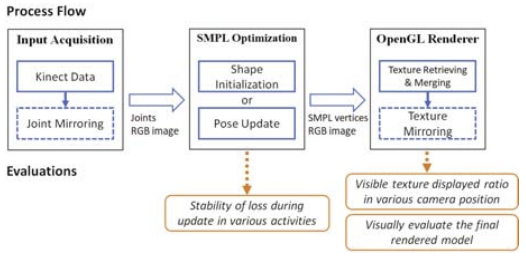 Process Flow
Input Acquisition
Kinect Data
Joint Mirroring
Joints
RGB image
SMPL Optimization
Shape
Initialization
or
Pose Update
SMPL vertices
RGB image
OpenGL Renderer
Texture Retrieving
& Merging
Texture
Mirroring
Evaluations
Stability of loss during
update in various activities
Visible texture displayed ratio
in various camera position
Visually evaluate the final
rendered model